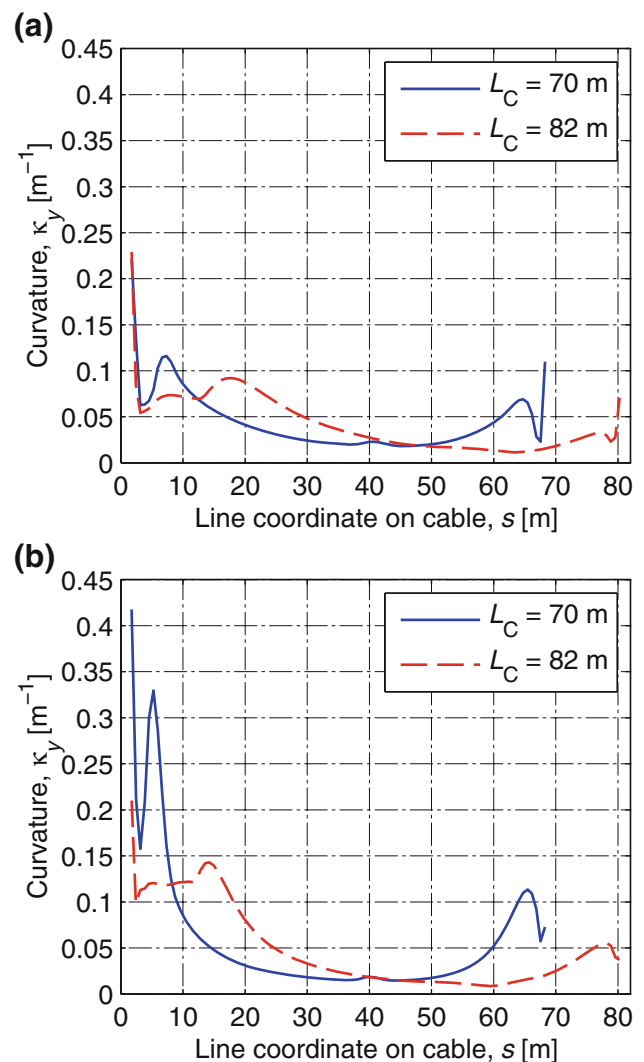 (a)
0.45
0.4
0.35
0.3
0.25
0.2
0.15
0.1
0.05
0
Curvature, κy [m−1]
LC = 70 m
LC = 82 m
0 10 20 30 40 50 60 70 80
Line coordinate on cable, s [m]
(b)
0.45
0.4
0.35
0.3
0.25
0.2
0.15
0.1
0.05
0
Curvature, κy [m−1]
LC = 70 m
LC = 82 m
0 10 20 30 40 50 60 70 80
Line coordinate on cable, s [m]